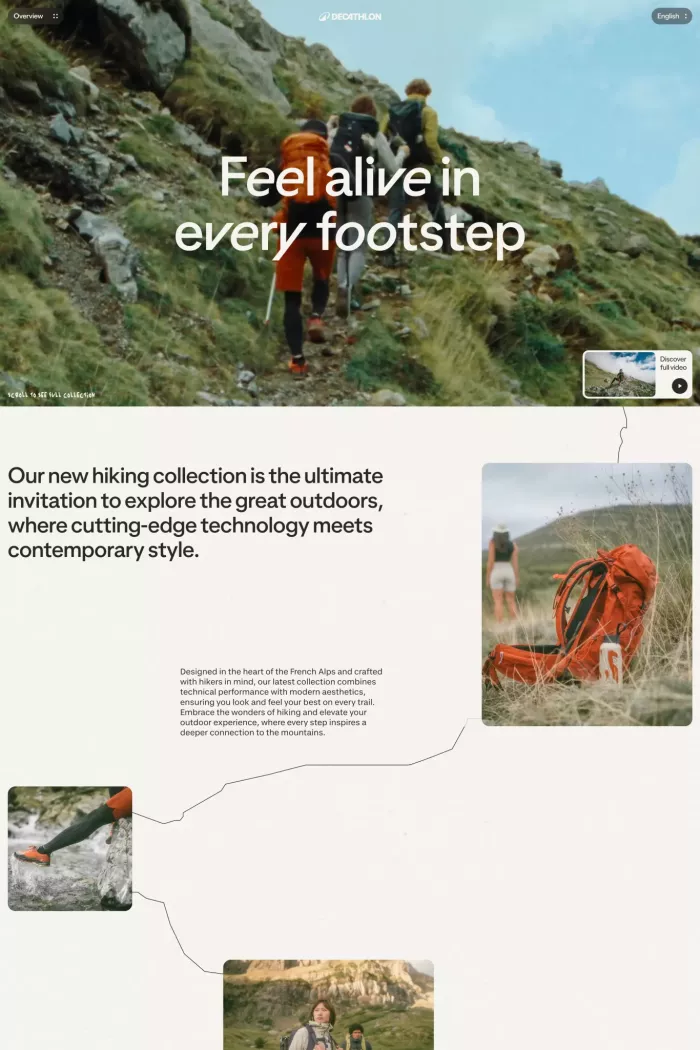 Overview
DECATHLON
English
Feel alive in
every footstep
SCROLL TO SEE FULL COLLECTION
Discover
full video
Our new hiking collection is the ultimate
invitation to explore the great outdoors,
where cutting-edge technology meets
contemporary style.
Designed in the heart of the French Alps and crafted
with hikers in mind, our latest collection combines
technical performance with modern aesthetics,
ensuring you look and feel your best on every trail.
Embrace the wonders of hiking and elevate your
outdoor experience, where every step inspires a
deeper connection to the mountains.